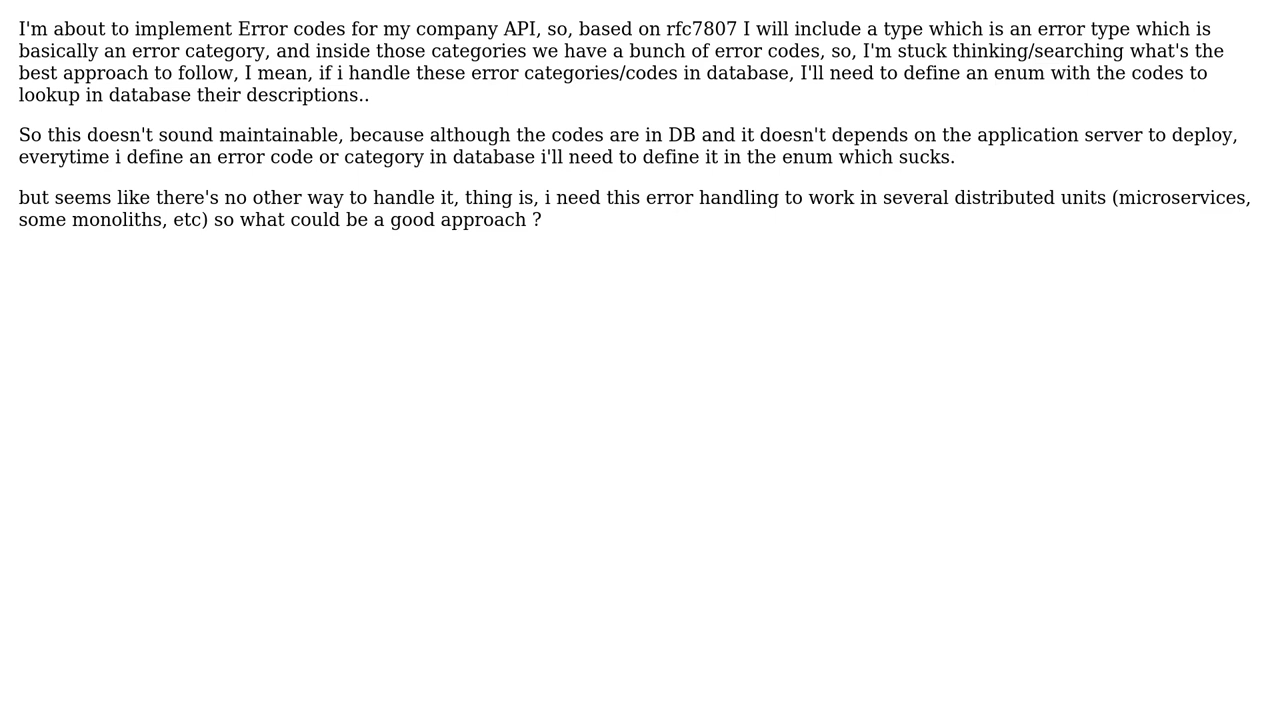 I'm about to implement Error codes for my company API, so, based on rfc7807 I will include a type which is an error type which is
basically an error category, and inside those categories we have a bunch of error codes, so, I'm stuck thinking/searching what's the
best approach to follow, I mean, if i handle these error categories/codes in database, I'll need to define an enum with the codes to
lookup in database their descriptions..
So this doesn't sound maintainable, because although the codes are in DB and it doesn't depends on the application server to deploy,
everytime i define an error code or category in database i'll need to define it in the enum which sucks.
but seems like there's no other way to handle it, thing is, i need this error handling to work in several distributed units (microservices,
some monoliths, etc) so what could be a good approach ?